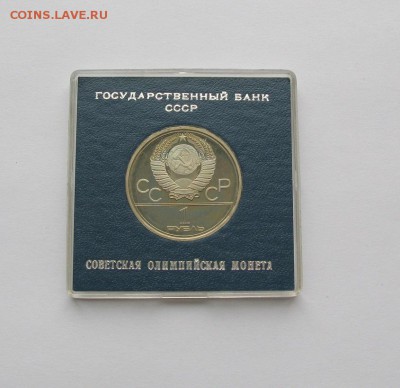 COINS.LAVE.RU
ГОСУДАРСТВЕННЫЙ БАНК
СССР
СС СР
1
РУБЛЬ
СОВЕТСКАЯ ОЛИМПИЙСКАЯ МОНЕТА